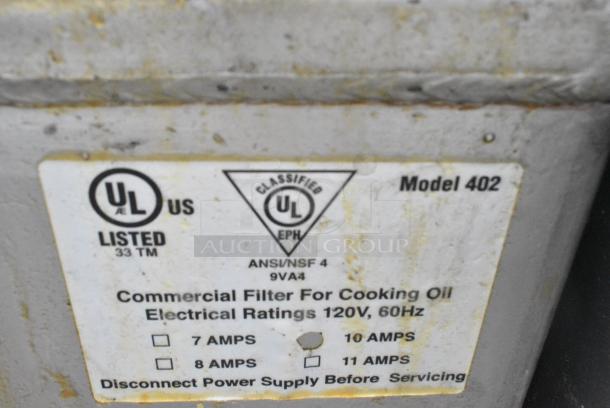 UL US
LISTED
33 TM
CLASSIFIED
UL
EPH
ANSI/NSF 4
9VA4
Model 402
AUCTION GROUP
Commercial Filter For Cooking Oil
Electrical Ratings 120V, 60Hz
7 AMPS 10 AMPS
8 AMPS 11 AMPS
Disconnect Power Supply Before Servicing